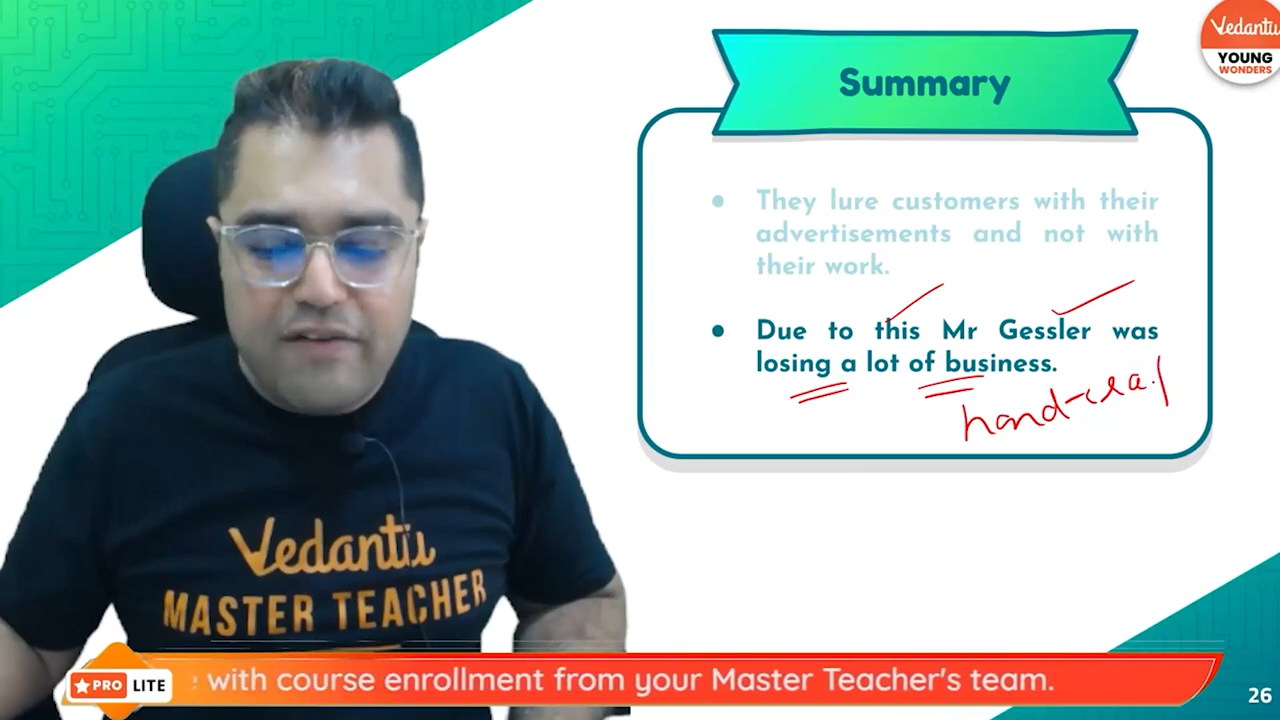 Vedantu
YOUNG
WONDERS
Summary
• They lure customers with their
advertisements and not with
their work.
• Due to this Mr Gessler was
losing a lot of business.
Vedantu
MASTER TEACHER
PRO LITE
with course enrollment from your Master Teacher's team.
26